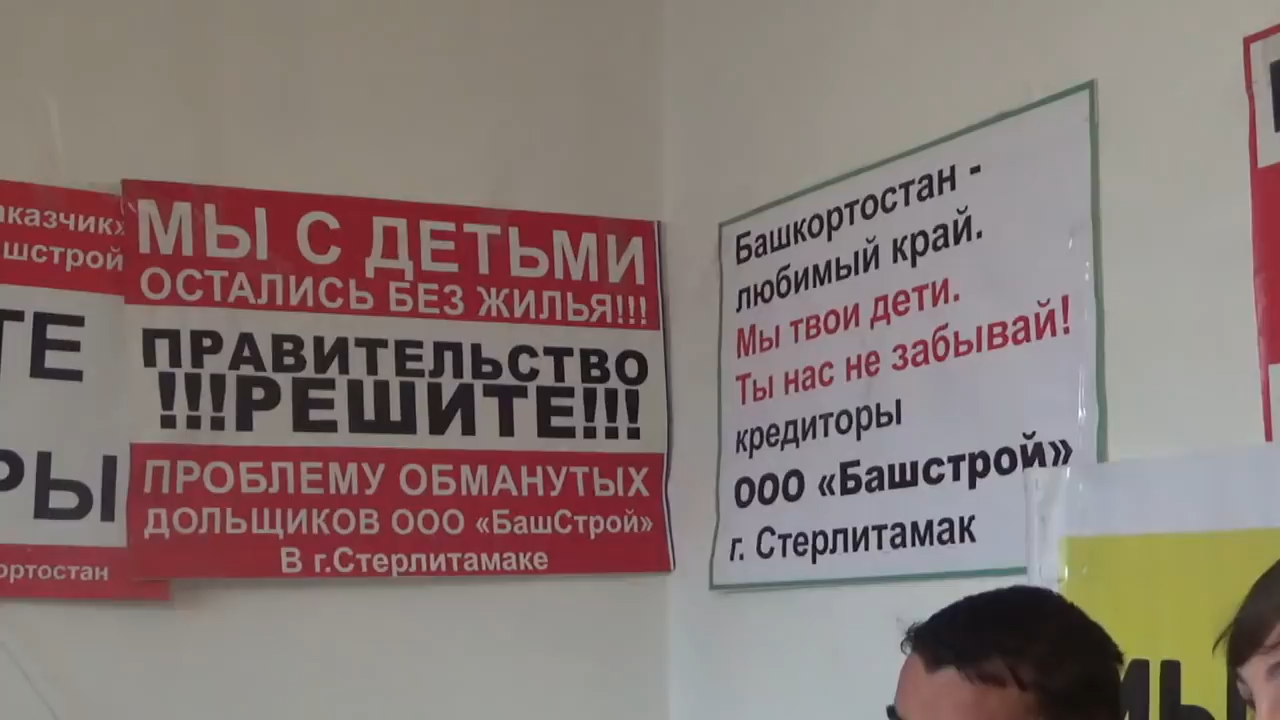 МЫ С ДЕТЬМИ
ОСТАЛИСЬ БЕЗ ЖИЛЬЯ!!!
ПРАВИТЕЛЬСТВО
!!!РЕШИТЕ!!!
ПРОБЛЕМУ ОБМАНУТЫХ
ДОЛЬЩИКОВ ООО «БашСтрой»
В г.Стерлитамаке
Башкортостан -
любимый край.
Мы твои дети.
Ты нас не забывай!
кредиторы
ООО «Башстрой»
г. Стерлитамак